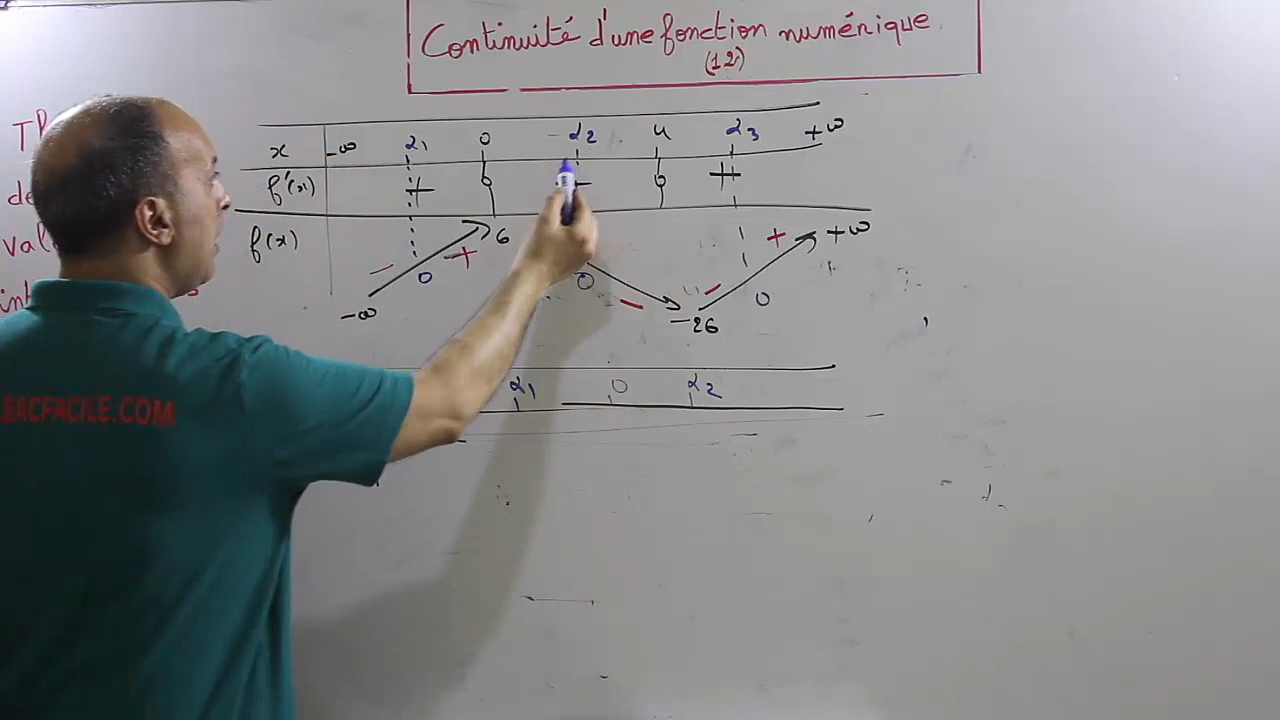 Continuité d'une fonction numérique.
(12)
x -∞ α1 0 α2 4 α3 +∞
f'(x) + 0 - 0 +
f(x) -∞ - 0 + 6 0 - -26 - 0 + +∞
α1 0 α2
BACFACILE.COM